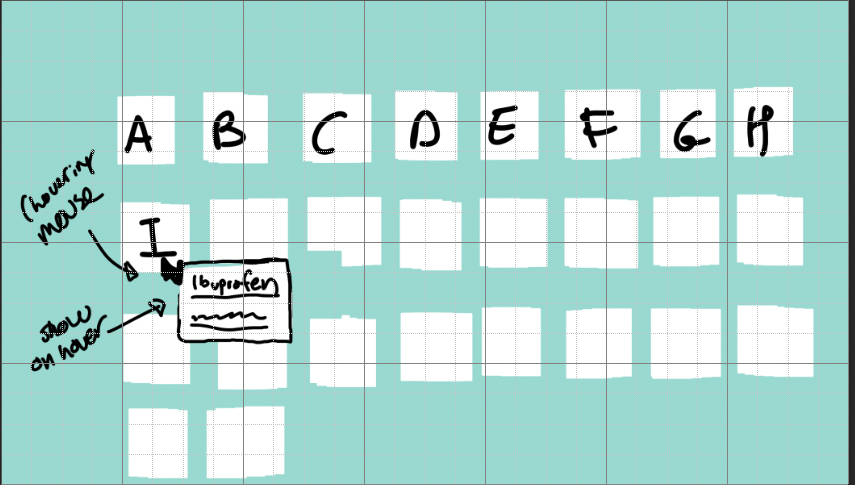 A B C D E F G H
(hovering
mouse
I
Ibuprofen
show
on hover